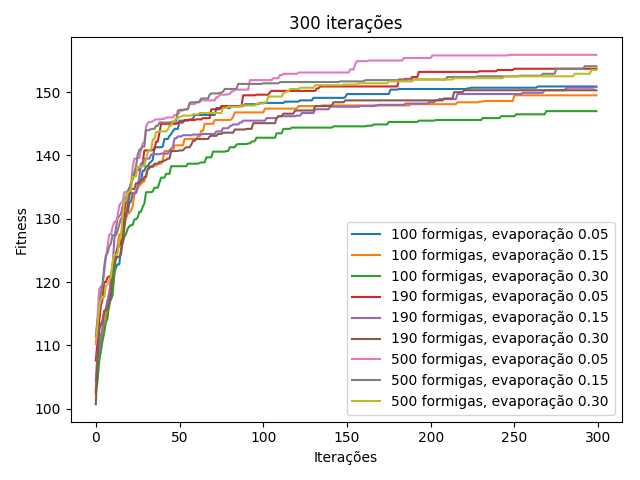 300 iterações
Fitness
150
140
130
120
110
100
0 50 100 150 200 250 300
Iterações
100 formigas, evaporação 0.05
100 formigas, evaporação 0.15
100 formigas, evaporação 0.30
190 formigas, evaporação 0.05
190 formigas, evaporação 0.15
190 formigas, evaporação 0.30
500 formigas, evaporação 0.05
500 formigas, evaporação 0.15
500 formigas, evaporação 0.30